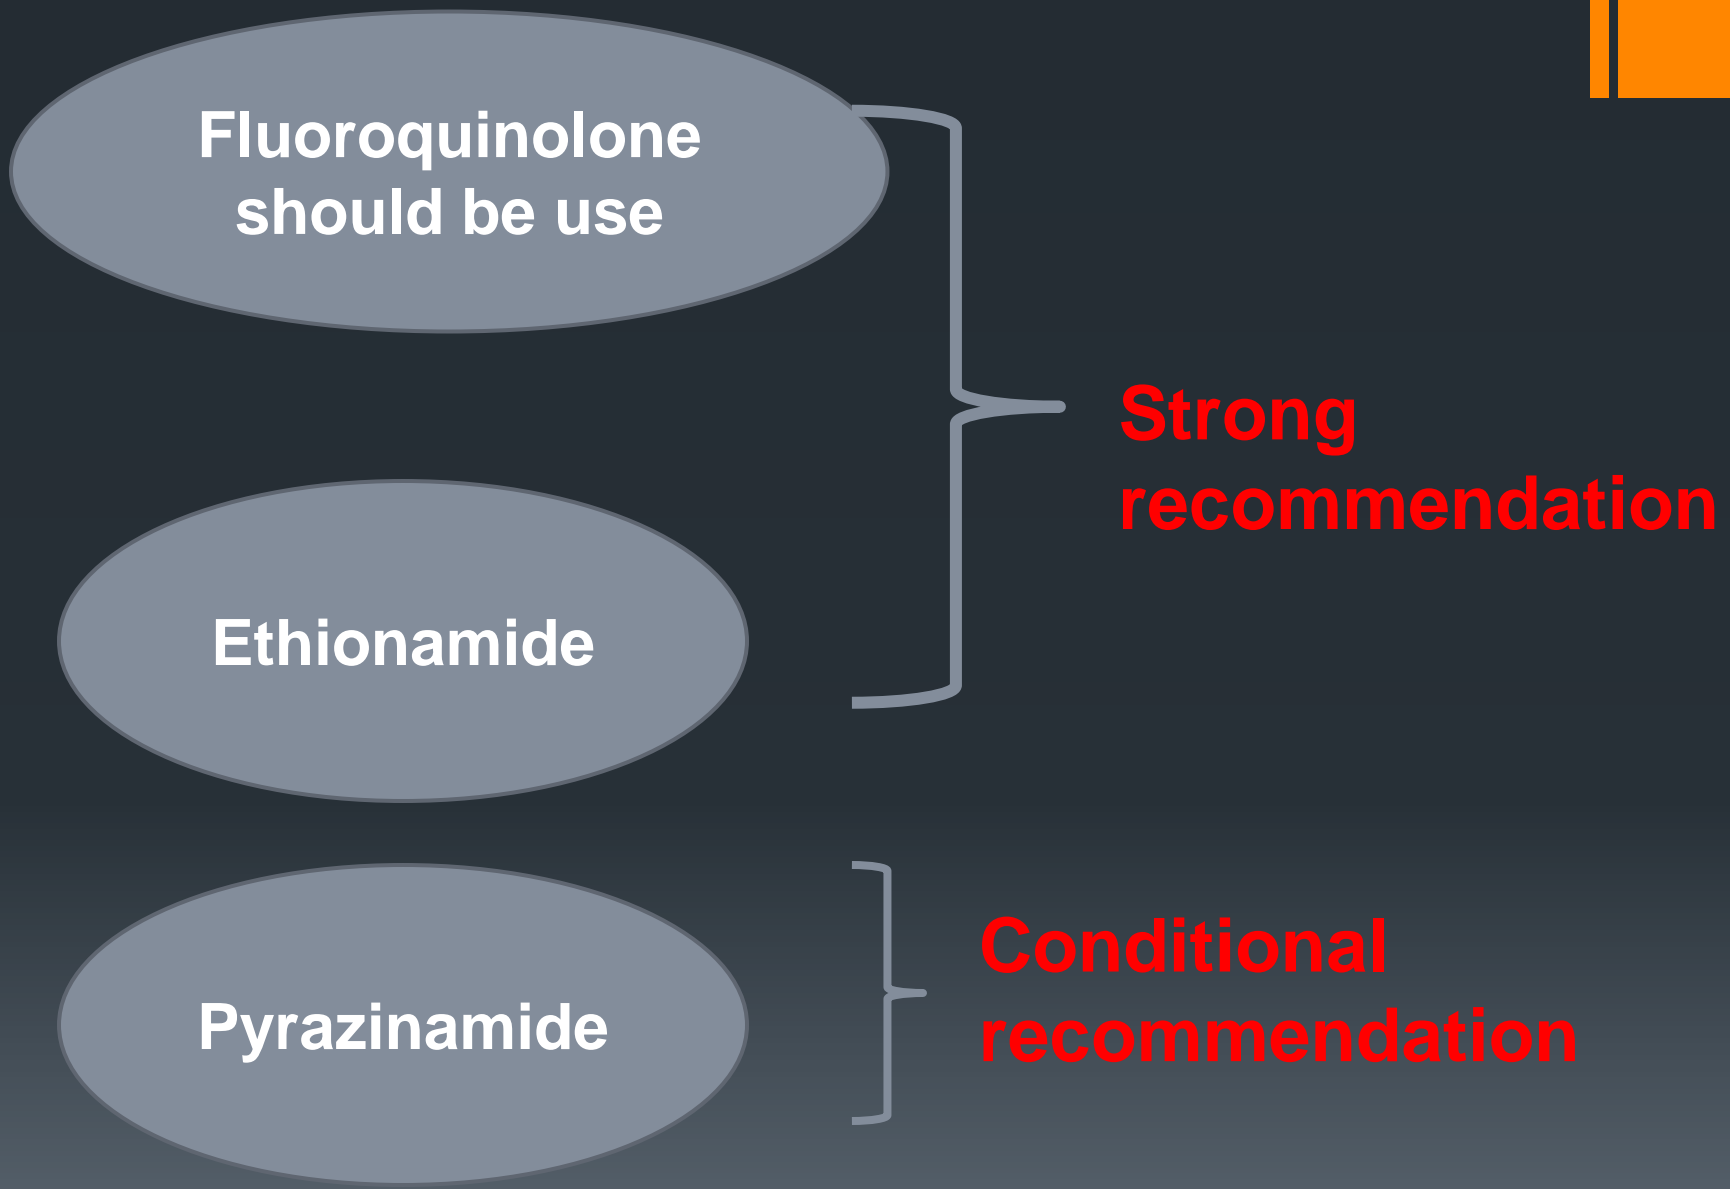 Fluoroquinolone
should be use
Strong
recommendation
Ethionamide
Pyrazinamide
Conditional
recommendation